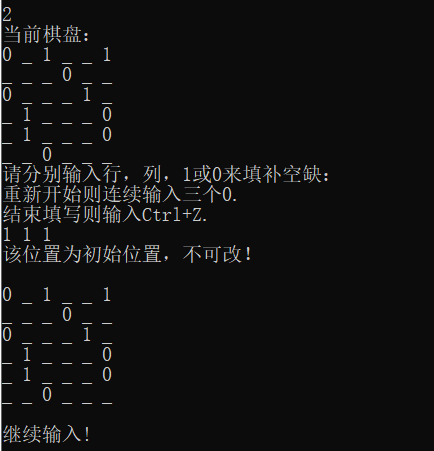 2
当前棋盘:
0 _ 1 _ _ 1
_ _ _ 0 _ _
0 _ _ _ 1 _
_ 1 _ _ _ 0
_ 1 _ _ _ 0
_ _ 0 _ _ _
请分别输入行，列，1或0来填补空缺:
重新开始则连续输入三个0.
结束填写则输入Ctrl+Z.
1 1 1
该位置为初始位置，不可改!
0 _ 1 _ _ 1
_ _ _ 0 _ _
0 _ _ _ 1 _
_ 1 _ _ _ 0
_ 1 _ _ _ 0
_ _ 0 _ _ _
继续输入!